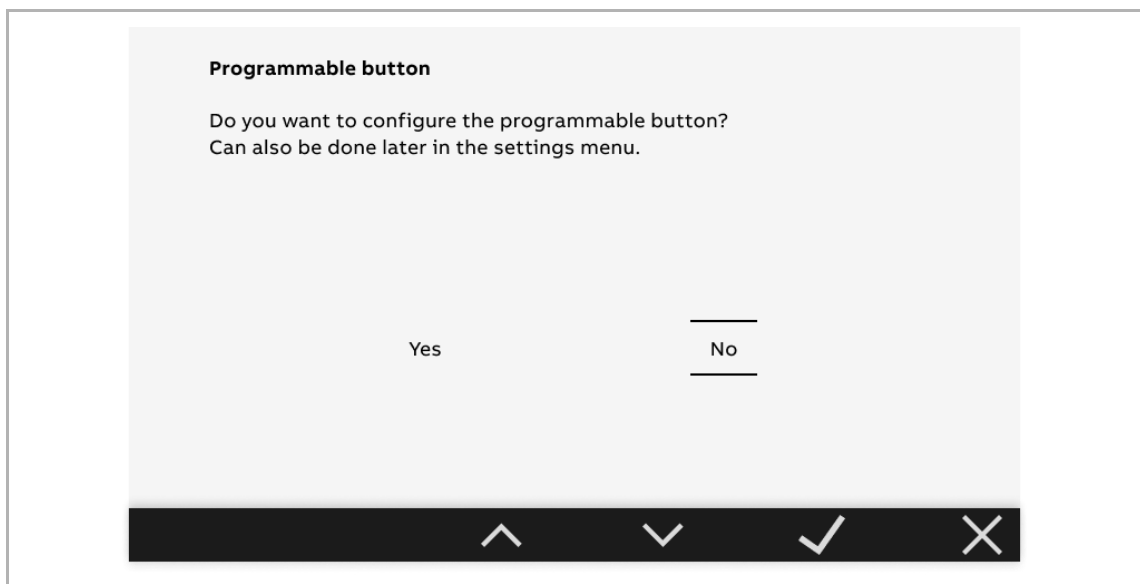 Programmable button
Do you want to configure the programmable button?
Can also be done later in the settings menu.
Yes No